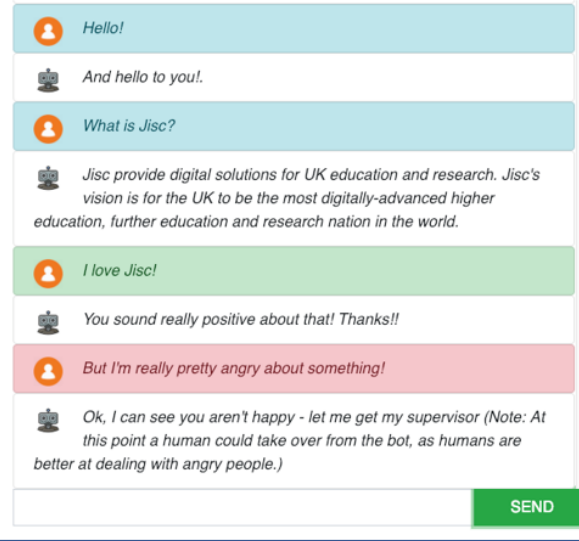 Hello!
And hello to you!.
What is Jisc?
Jisc provide digital solutions for UK education and research. Jisc's
vision is for the UK to be the most digitally-advanced higher
education, further education and research nation in the world.
I love Jisc!
You sound really positive about that! Thanks!!
But I'm really pretty angry about something!
Ok, I can see you aren't happy - let me get my supervisor (Note: At
this point a human could take over from the bot, as humans are
better at dealing with angry people.)
SEND